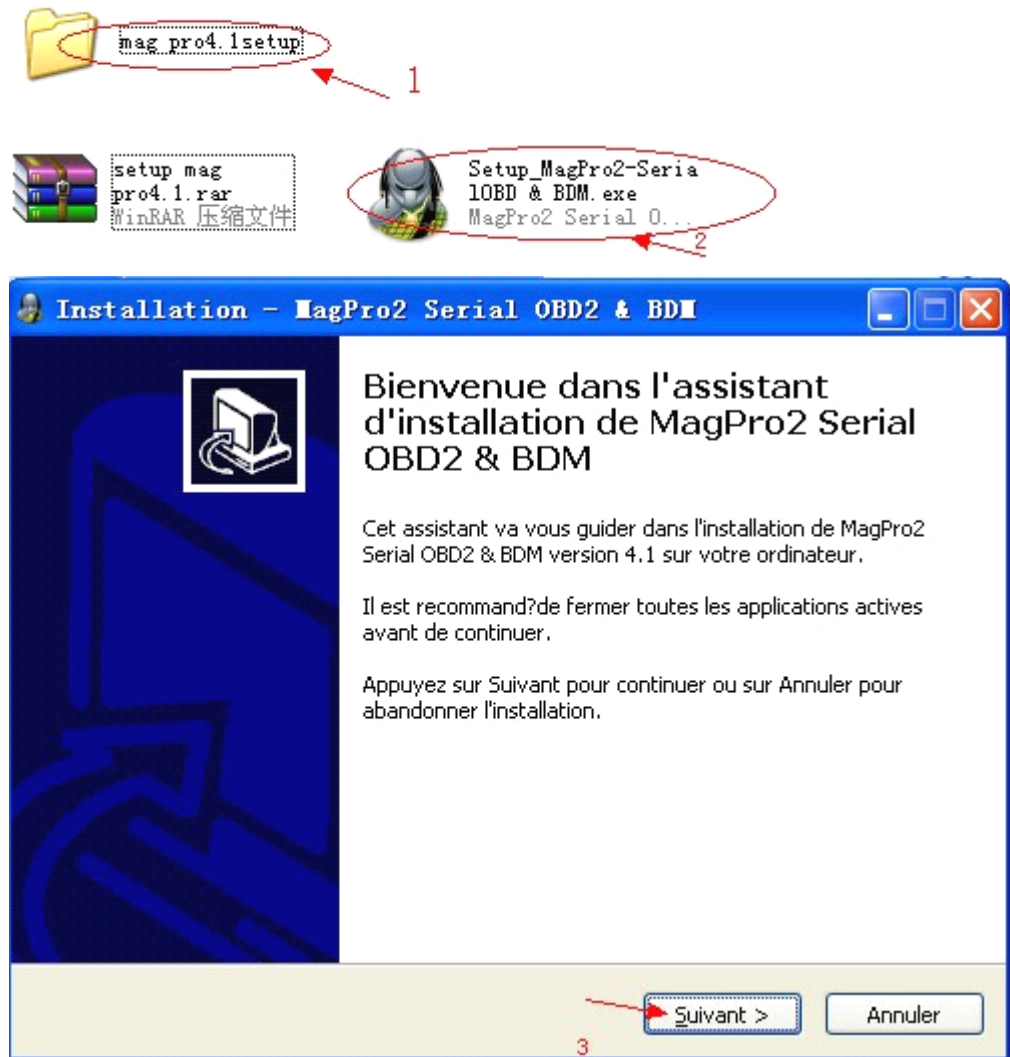 mag pro4.1setup
1
setup mag
pro4.1.rar
WinRAR 压缩文件
Setup_MagPro2-Seria
lOBD & BDM.exe
MagPro2 Serial O...
2
Installation - MagPro2 Serial OBD2 & BDM
Bienvenue dans l'assistant
d'installation de MagPro2 Serial
OBD2 & BDM
Cet assistant va vous guider dans l'installation de MagPro2
Serial OBD2 & BDM version 4.1 sur votre ordinateur.
Il est recommand?de fermer toutes les applications actives
avant de continuer.
Appuyez sur Suivant pour continuer ou sur Annuler pour
abandonner l'installation.
Suivant >
Annuler
3